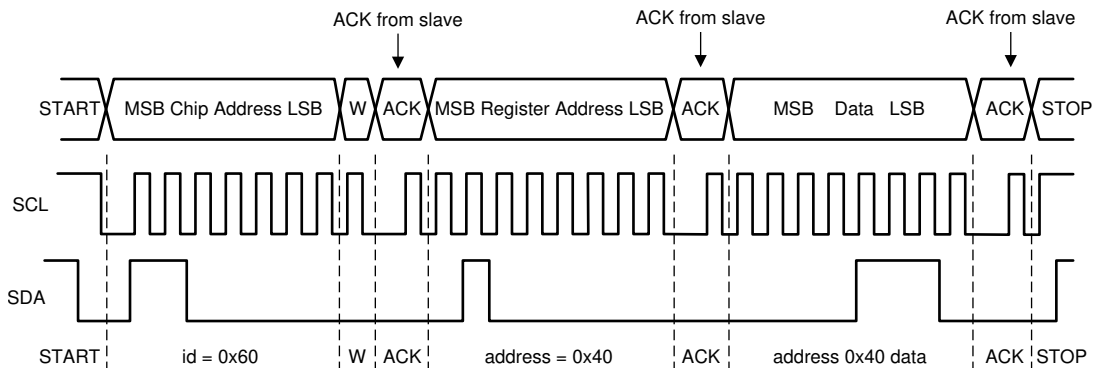 ACK from slave ACK from slave ACK from slave
START MSB Chip Address LSB W ACK MSB Register Address LSB ACK MSB Data LSB ACK STOP
SCL
SDA
START id = 0x60 W ACK address = 0x40 ACK address 0x40 data ACK STOP